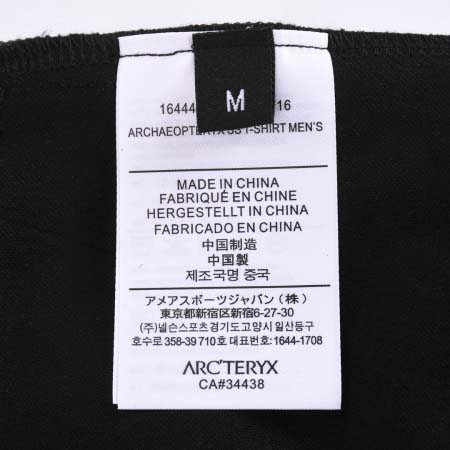 M
16444 /16
ARCHAEOPTERYX SS T-SHIRT MEN'S
MADE IN CHINA
FABRIQUÉ EN CHINE
HERGESTELLT IN CHINA
FABRICADO EN CHINA
中国制造
中国製
제조국명 중국
アメアスポーツジャパン（株）
東京都新宿区新宿6-27-30
(주)넬슨스포츠경기도고양시일산동구
호수로 358-39 710호 대표번호: 1644-1708
ARC'TERYX
CA#34438